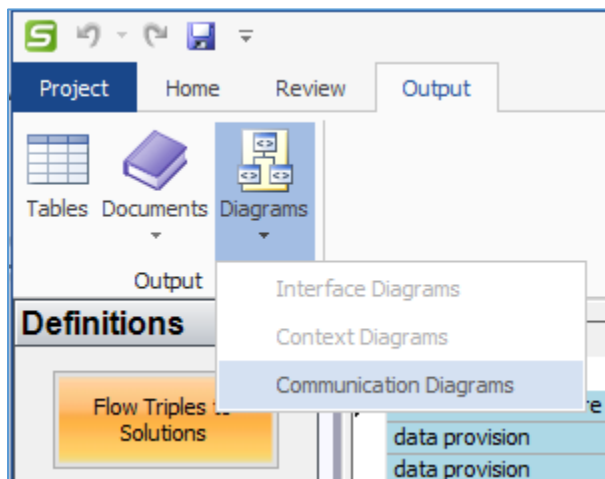 S
Project Home Review Output
Tables Documents Diagrams
Output
Interface Diagrams
Context Diagrams
Communication Diagrams
Definitions
Flow Triples
Solutions
re
data provision
data provision